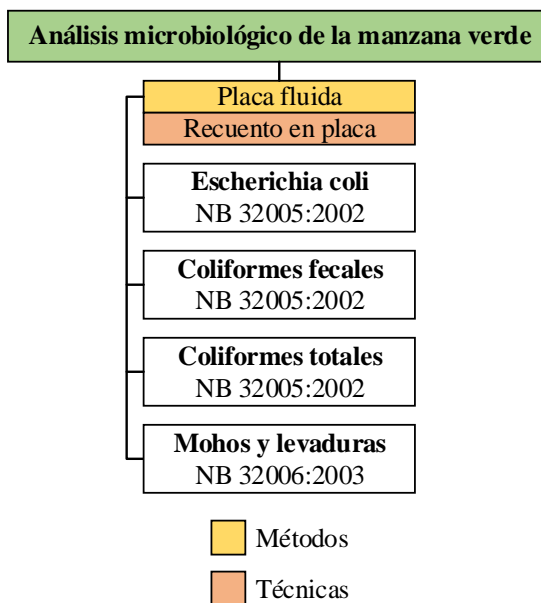 Análisis microbiológico de la manzana verde
Placa fluida
Recuento en placa
Escherichia coli
NB 32005:2002
Coliformes fecales
NB 32005:2002
Coliformes totales
NB 32005:2002
Mohos y levaduras
NB 32006:2003
Métodos
Técnicas